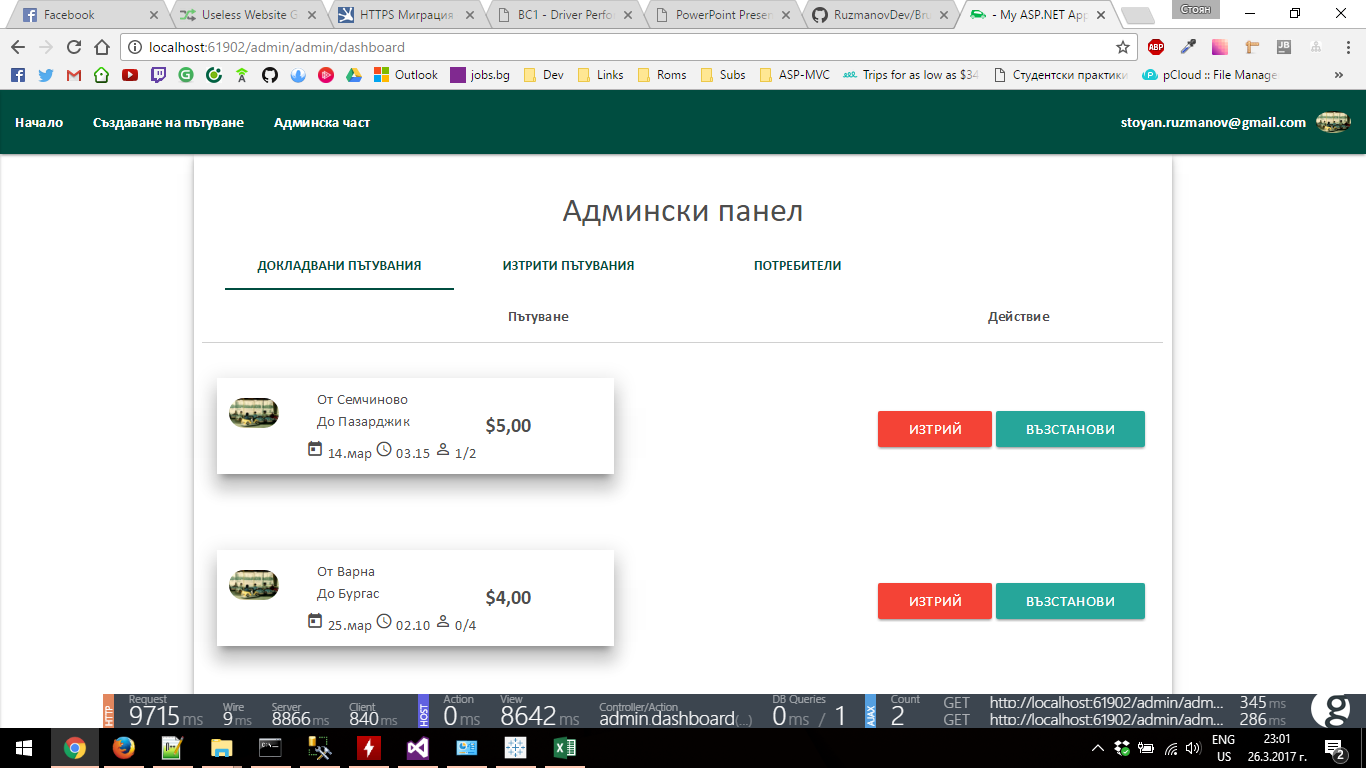 Facebook
Useless Website G
HTTPS Миграция
BC1 - Driver Perfo
PowerPoint Presen
RuzmanovDev/Bru
- My ASP.NET App
Стоян
localhost:61902/admin/admin/dashboard
ABP
JB
Outlook
jobs.bg
Dev
Links
Roms
Subs
ASP-MVC
Trips for as low as $34
Студентски практики
pCloud :: File Manage
»
Начало
Създаване на пътуване
Админска част
stoyan.ruzmanov@gmail.com
Админски панел
ДОКЛАДВАНИ ПЪТУВАНИЯ
ИЗТРИТИ ПЪТУВАНИЯ
ПОТРЕБИТЕЛИ
Пътуване
Действие
От Семчиново
До Пазарджик
$5,00
14.мар 03.15 1/2
ИЗТРИЙ
ВЪЗСТАНОВИ
От Варна
До Бургас
$4,00
25.мар 02.10 0/4
ИЗТРИЙ
ВЪЗСТАНОВИ
HTTP
Request
9715 ms
Wire
9 ms
Server
8866 ms
Client
840 ms
HOST
Action
0 ms
View
8642 ms
Controller/Action
admin.dashboard(...)
DB Queries
0 ms / 1
AJAX
Count
2
GET http://localhost:61902/admin/adm... 345 ms
GET http://localhost:61902/admin/adm... 286 ms
g
ENG
US
23:01
26.3.2017 г.
2